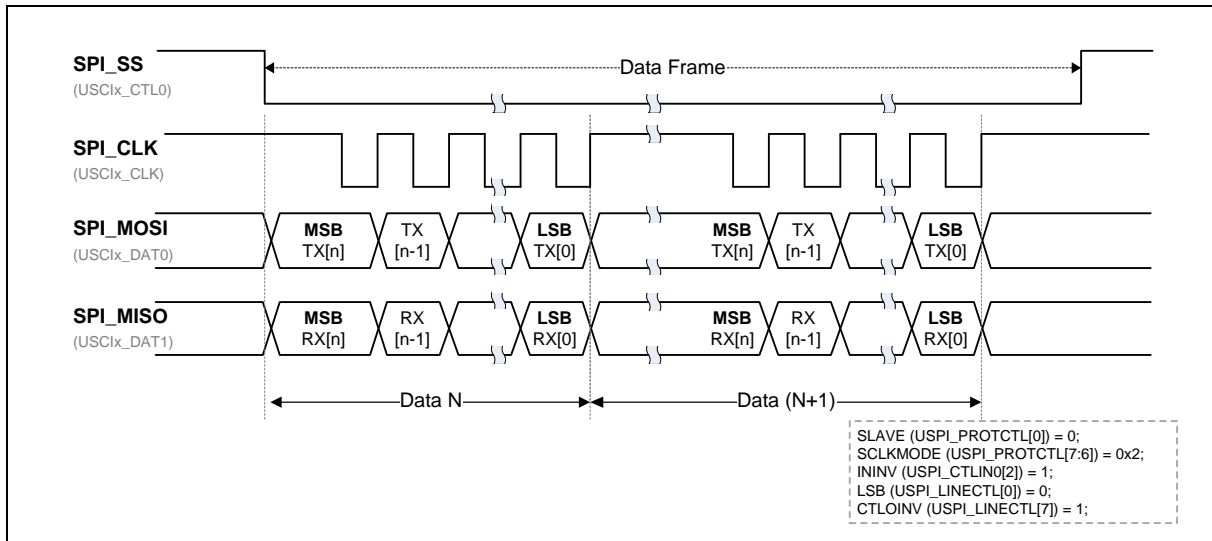 SPI_SS
(USCIx_CTL0)
Data Frame
SPI_CLK
(USCIx_CLK)
SPI_MOSI
(USCIx_DAT0)
MSB
TX[n]
TX
[n-1]
LSB
TX[0]
MSB
TX[n]
TX
[n-1]
LSB
TX[0]
SPI_MISO
(USCIx_DAT1)
MSB
RX[n]
RX
[n-1]
LSB
RX[0]
MSB
RX[n]
RX
[n-1]
LSB
RX[0]
Data N
Data (N+1)
SLAVE (USPI_PROTCTL[0]) = 0;
SCLKMODE (USPI_PROTCTL[7:6]) = 0x2;
ININV (USPI_CTLIN0[2]) = 1;
LSB (USPI_LINECTL[0]) = 0;
CTLOINV (USPI_LINECTL[7]) = 1;